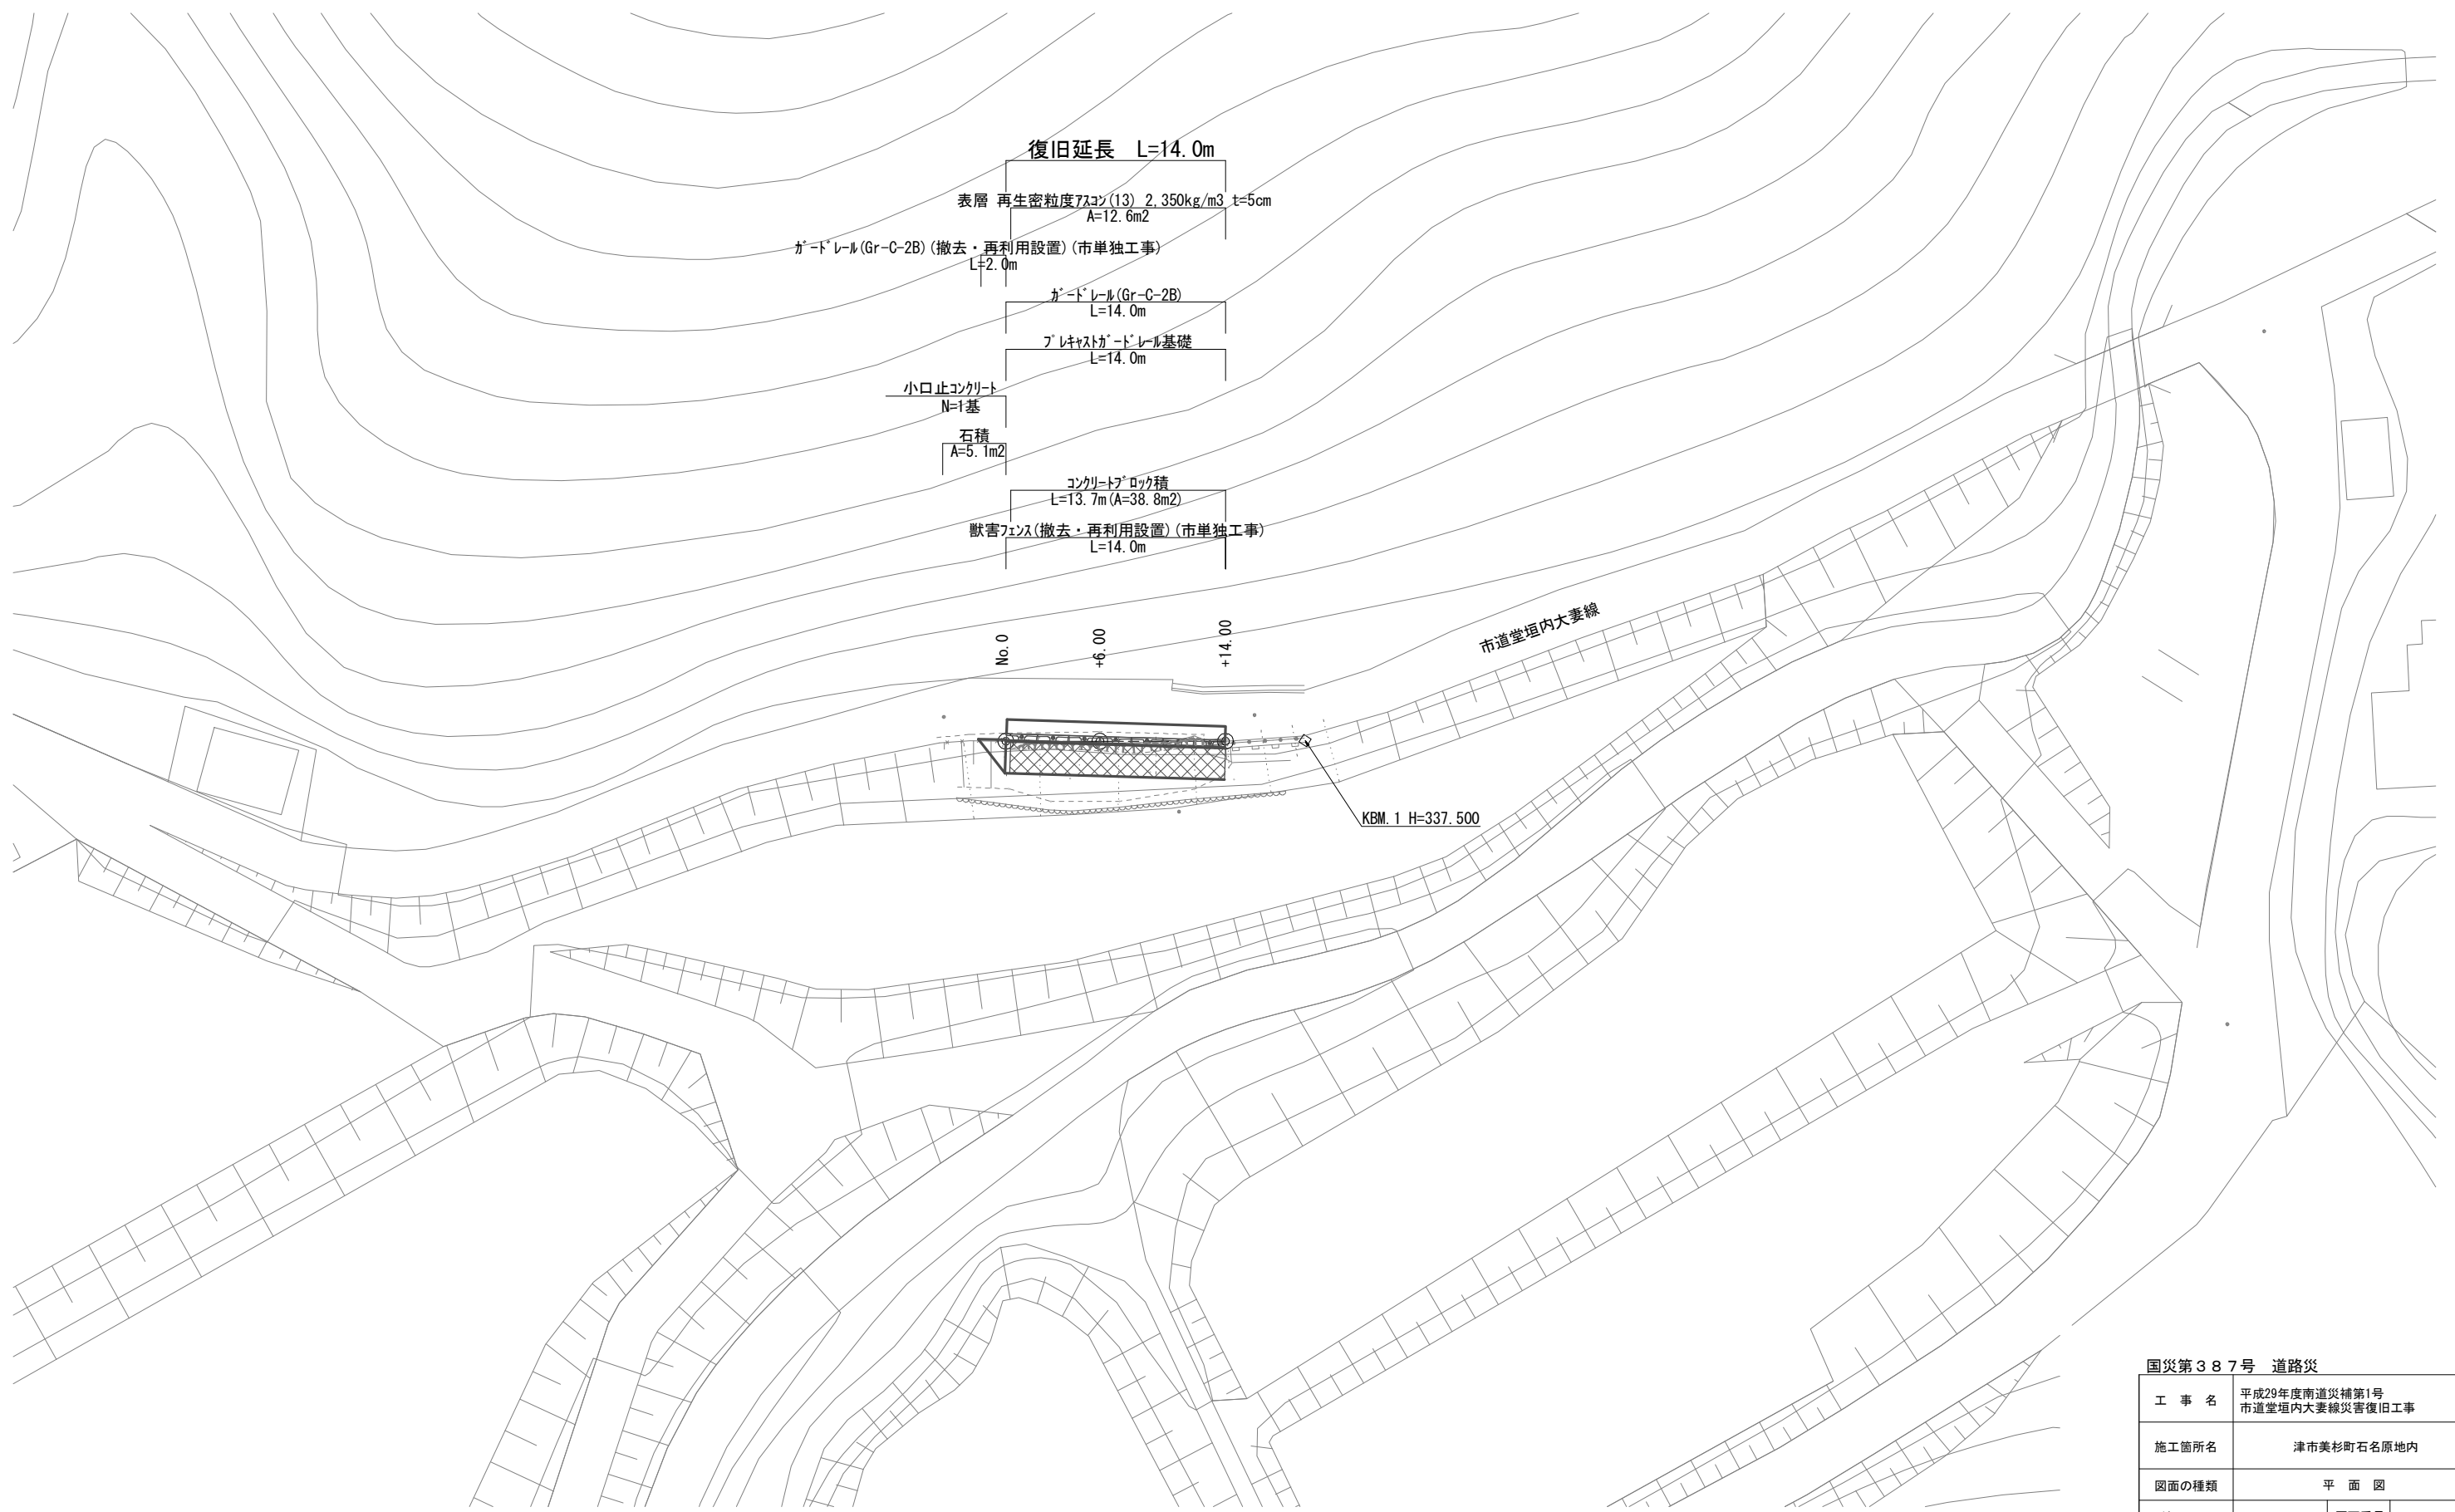 復旧延長　L=14.0m
表層 再生密粒度アスコン(13) 2,350kg/m3 t=5cm
A=12.6m2
ガードレール(Gr-C-2B)(撤去・再利用設置)(市単独工事)
L=2.0m
ガードレール(Gr-C-2B)
L=14.0m
プレキャストガードレール基礎
L=14.0m
小口止コンクリート
N=1基
石積
A=5.1m2
コンクリートブロック積
L=13.7m(A=38.8m2)
獣害フェンス(撤去・再利用設置)(市単独工事)
L=14.0m
市道堂垣内大妻線
No.0
+6.00
+14.00
KBM.1 H=337.500
国災第387号　道路災
工 事 名
平成29年度南道災補第1号
市道堂垣内大妻線災害復旧工事
施工箇所名
津市美杉町石名原地内
図面の種類
平 面 図